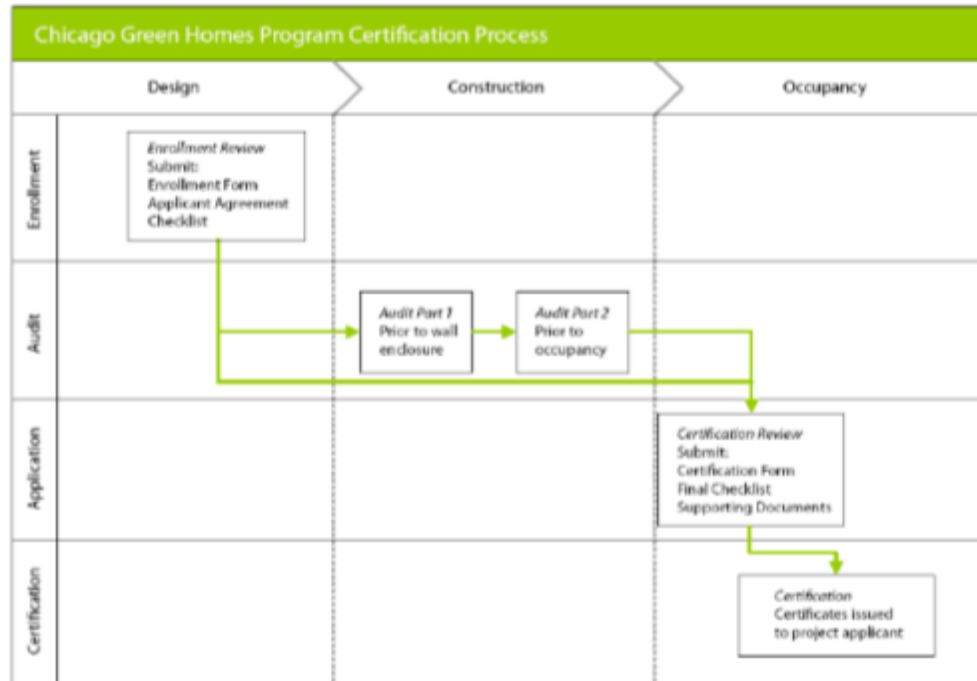 Chicago Green Homes Program Certification Process
Design
Construction
Occupancy
Enrollment
Enrollment Review
Submit:
Enrollment Form
Applicant Agreement
Checklist
Audit
Audit Part 1
Prior to wall
enclosure
Audit Part 2
Prior to
occupancy
Application
Certification Review
Submit:
Certification Form
Final Checklist
Supporting Documents
Certification
Certification
Certificates issued
to project applicant